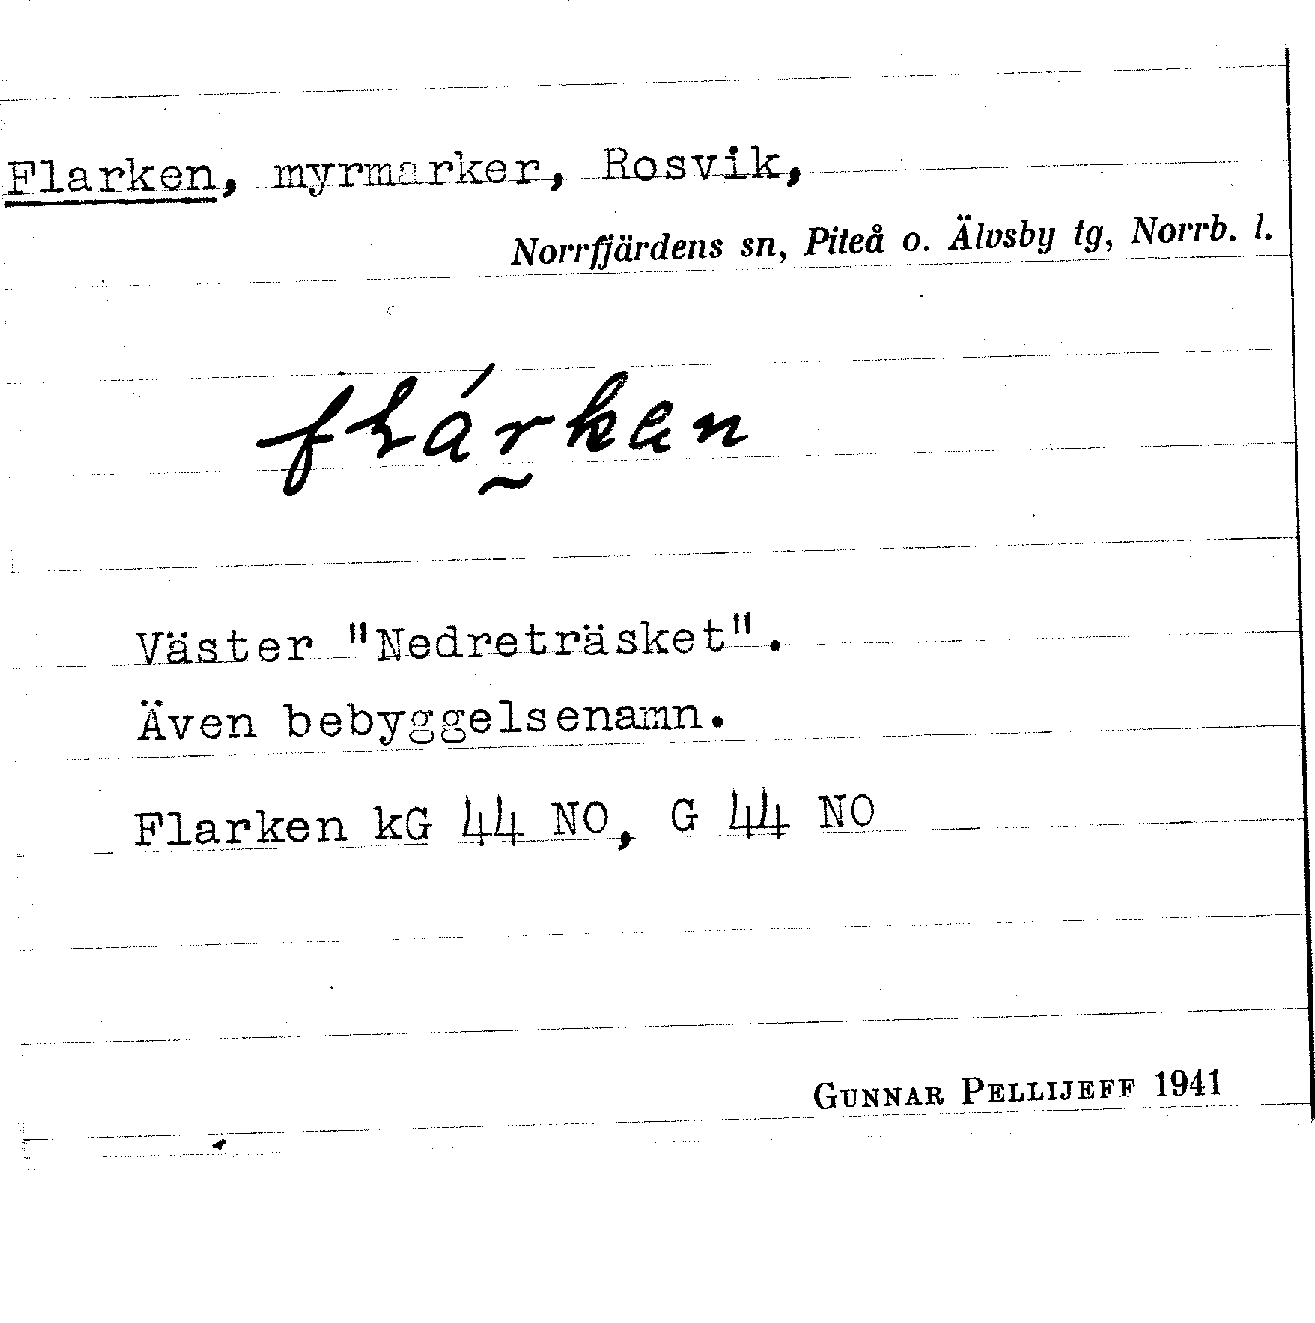 Flarken, myrmarker, Rosvik,
Norrfjärdens sn, Piteå o. Älvsby tg, Norrb. l.
flárkɐn
Väster "Nedreträsket".
Även bebyggelsenamn.
Flarken kG 44 NO, G 44 NO
GUNNAR PELLIJEFF 1941